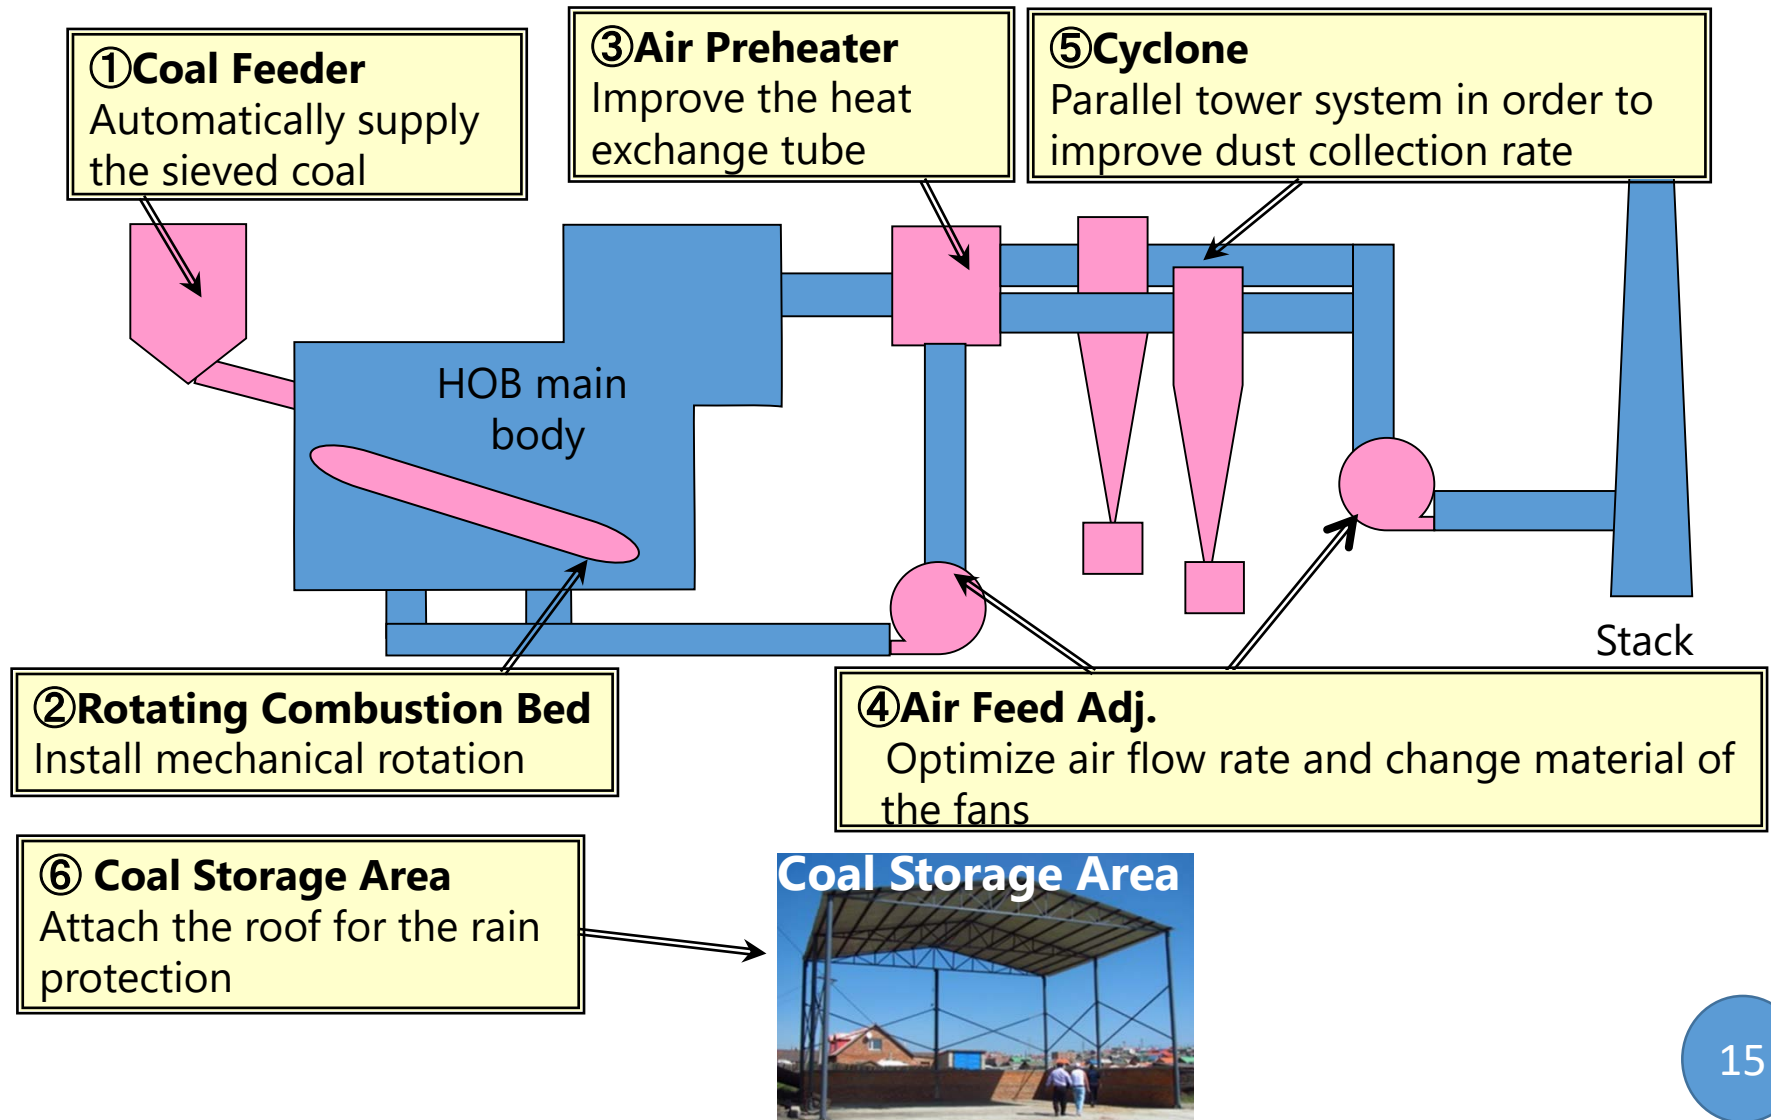 ①Coal Feeder
Automatically supply
the sieved coal
③Air Preheater
Improve the heat
exchange tube
⑤Cyclone
Parallel tower system in order to
improve dust collection rate
HOB main
body
Stack
②Rotating Combustion Bed
Install mechanical rotation
④Air Feed Adj.
Optimize air flow rate and change material of
the fans
⑥ Coal Storage Area
Attach the roof for the rain
protection
Coal Storage Area
15